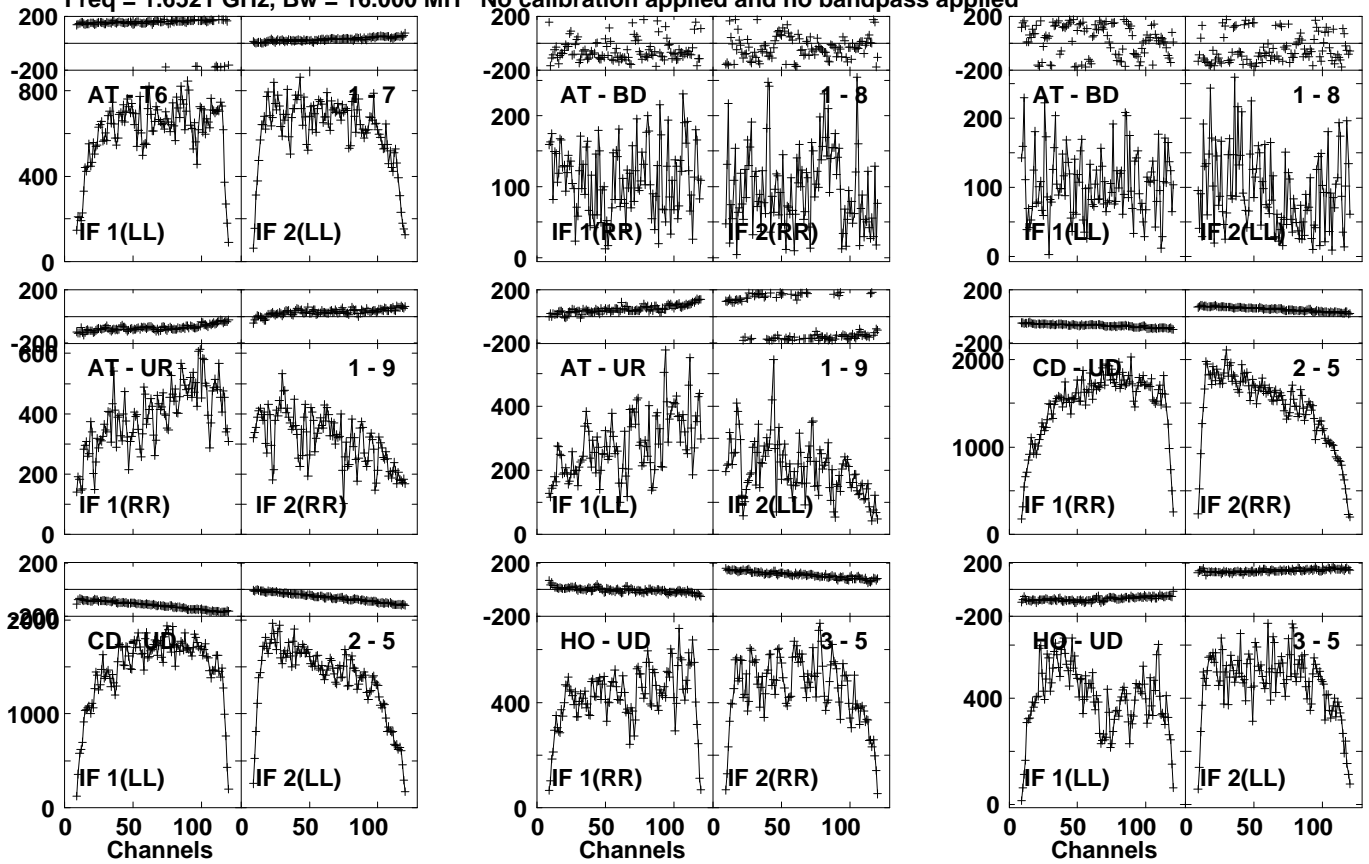 Freq = 1.6521 GHz, Bw = 16.000 MH No calibration applied and no bandpass applied
200
-200
800
400
0
AT - T6
1 - 7
IF 1(LL)
IF 2(LL)
200
-200
200
100
0
AT - BD
1 - 8
IF 1(RR)
IF 2(RR)
200
-200
200
100
0
AT - BD
1 - 8
IF 1(LL)
IF 2(LL)
200
-200
600
400
200
0
AT - UR
1 - 9
IF 1(RR)
IF 2(RR)
200
-200
400
200
0
AT - UR
1 - 9
IF 1(LL)
IF 2(LL)
200
-200
2000
1000
0
CD - UD
2 - 5
IF 1(RR)
IF 2(RR)
200
-200
2000
1000
0
CD - UD
2 - 5
IF 1(LL)
IF 2(LL)
0 50 100 0 50 100
Channels
200
-200
400
0
HO - UD
3 - 5
IF 1(RR)
IF 2(RR)
0 50 100 0 50 100
Channels
200
-200
400
0
HO - UD
3 - 5
IF 1(LL)
IF 2(LL)
0 50 100 0 50 100
Channels